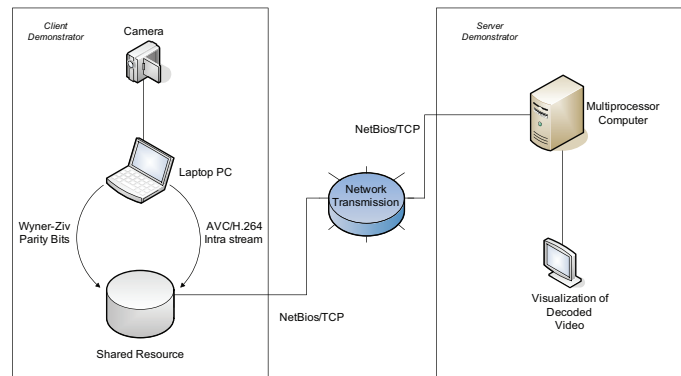 Client
Demonstrator
Camera
Laptop PC
Wyner-Ziv
Parity Bits
AVC/H.264
Intra stream
Shared Resource
NetBios/TCP
Network
Transmission
NetBios/TCP
Server
Demonstrator
Multiprocessor
Computer
Visualization of
Decoded
Video